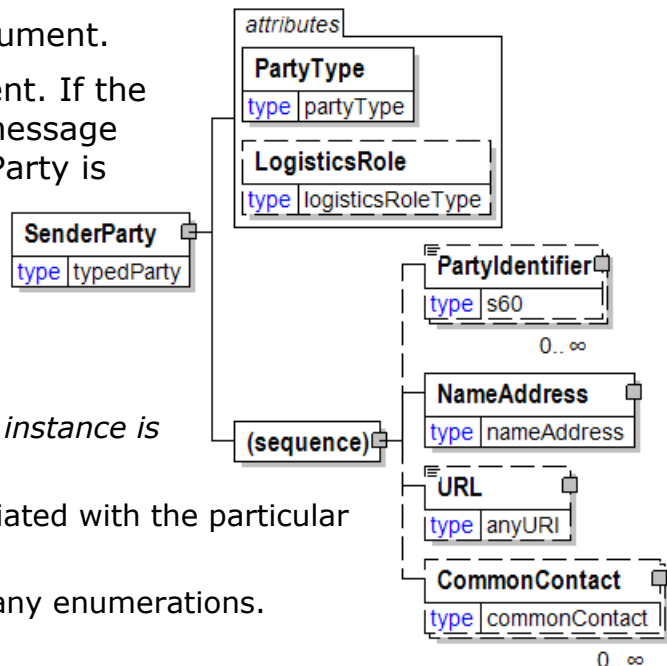 ument.
ent. If the
nessage
Party is
attributes
PartyType
type partyType
LogisticsRole
type logisticsRoleType
SenderParty
type typedParty
PartyIdentifier
type s60
0.. ∞
NameAddress
type nameAddress
instance is
(sequence)
URL
type anyURI
iated with the particular
CommonContact
type commonContact
any enumerations.
0.. ∞